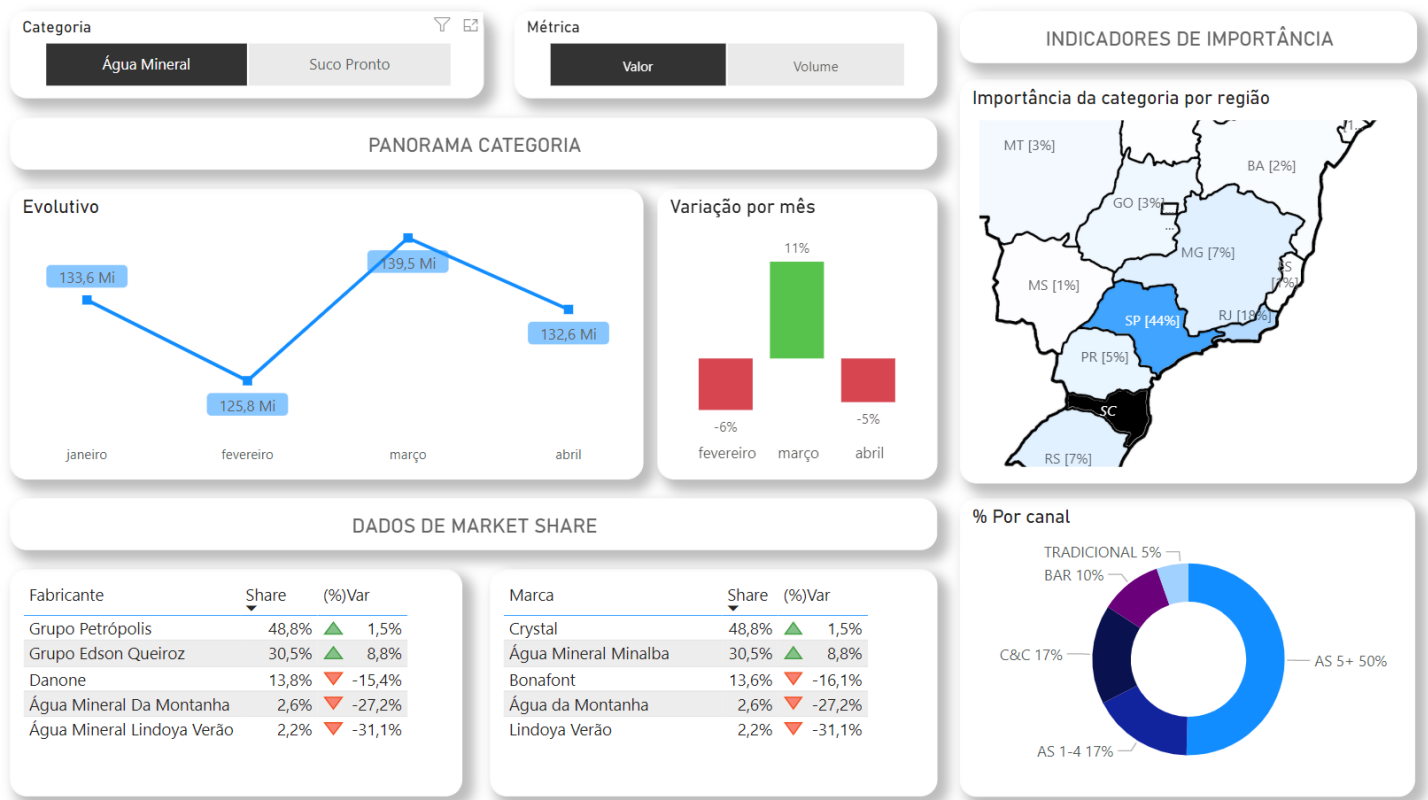 Categoria
Água Mineral
Suco Pronto
Métrica
Valor
Volume
INDICADORES DE IMPORTÂNCIA
PANORAMA CATEGORIA
Evolutivo
133,6 Mi
125,8 Mi
139,5 Mi
132,6 Mi
janeiro fevereiro março abril
Variação por mês
11%
-6%
-5%
fevereiro março abril
Importância da categoria por região
[1...
MT [3%]
BA [2%]
GO [3%]
...
...
MG [7%]
MS [1%]
SP [44%]
RJ [18%]
PR [5%]
SC
RS [7%]
DADOS DE MARKET SHARE
Fabricante Share (%)Var
Grupo Petrópolis 48,8% 1,5%
Grupo Edson Queiroz 30,5% 8,8%
Danone 13,8% -15,4%
Água Mineral Da Montanha 2,6% -27,2%
Água Mineral Lindoya Verão 2,2% -31,1%
Marca Share (%)Var
Crystal 48,8% 1,5%
Água Mineral Minalba 30,5% 8,8%
Bonafont 13,6% -16,1%
Água da Montanha 2,6% -27,2%
Lindoya Verão 2,2% -31,1%
% Por canal
TRADICIONAL 5%
BAR 10%
C&C 17%
AS 5+ 50%
AS 1-4 17%